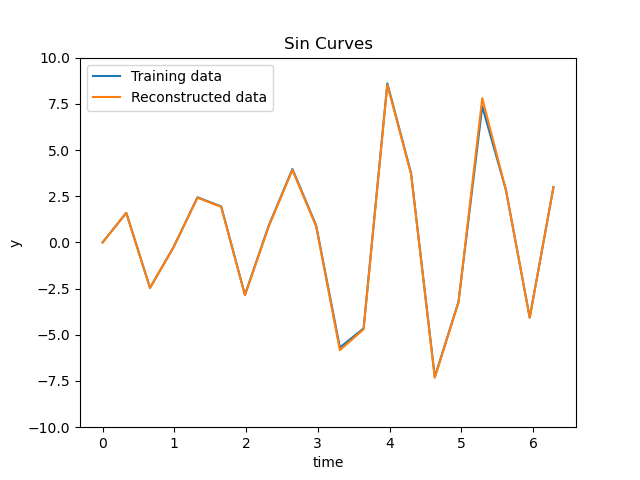 Sin Curves
Training data
Reconstructed data
10.0
7.5
5.0
2.5
0.0
−2.5
−5.0
−7.5
−10.0
y
0 1 2 3 4 5 6
time